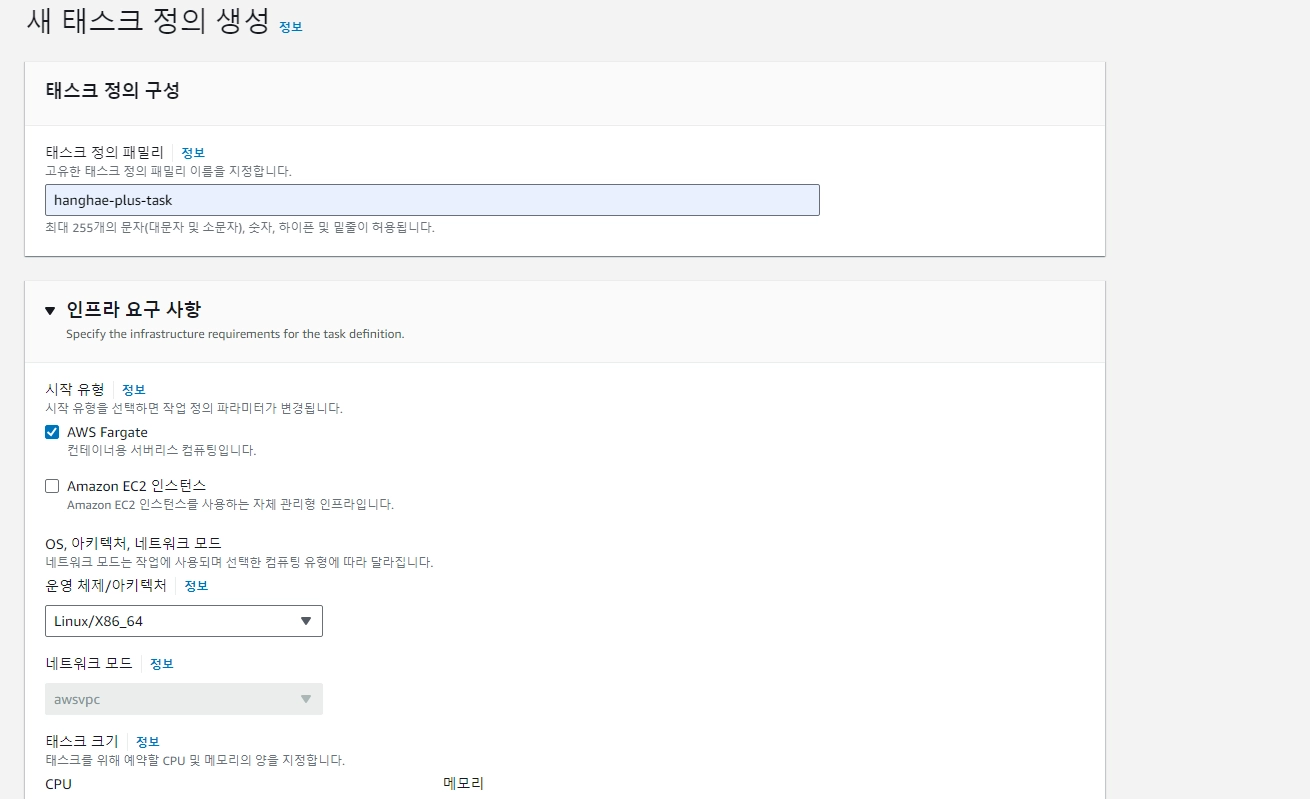 새 태스크 정의 생성 정보
태스크 정의 구성
태스크 정의 패밀리 정보
고유한 태스크 정의 패밀리 이름을 지정합니다.
hanghae-plus-task
최대 255개의 문자(대문자 및 소문자), 숫자, 하이픈 및 밑줄이 허용됩니다.
인프라 요구 사항
Specify the infrastructure requirements for the task definition.
시작 유형 정보
시작 유형을 선택하면 작업 정의 파라미터가 변경됩니다.
AWS Fargate
컨테이너용 서버리스 컴퓨팅입니다.
Amazon EC2 인스턴스
Amazon EC2 인스턴스를 사용하는 자체 관리형 인프라입니다.
OS, 아키텍처, 네트워크 모드
네트워크 모드는 작업에 사용되며 선택한 컴퓨팅 유형에 따라 달라집니다.
운영 체제/아키텍처 정보
Linux/X86_64
네트워크 모드 정보
awsvpc
태스크 크기 정보
태스크를 위해 예약할 CPU 및 메모리의 양을 지정합니다.
CPU 메모리